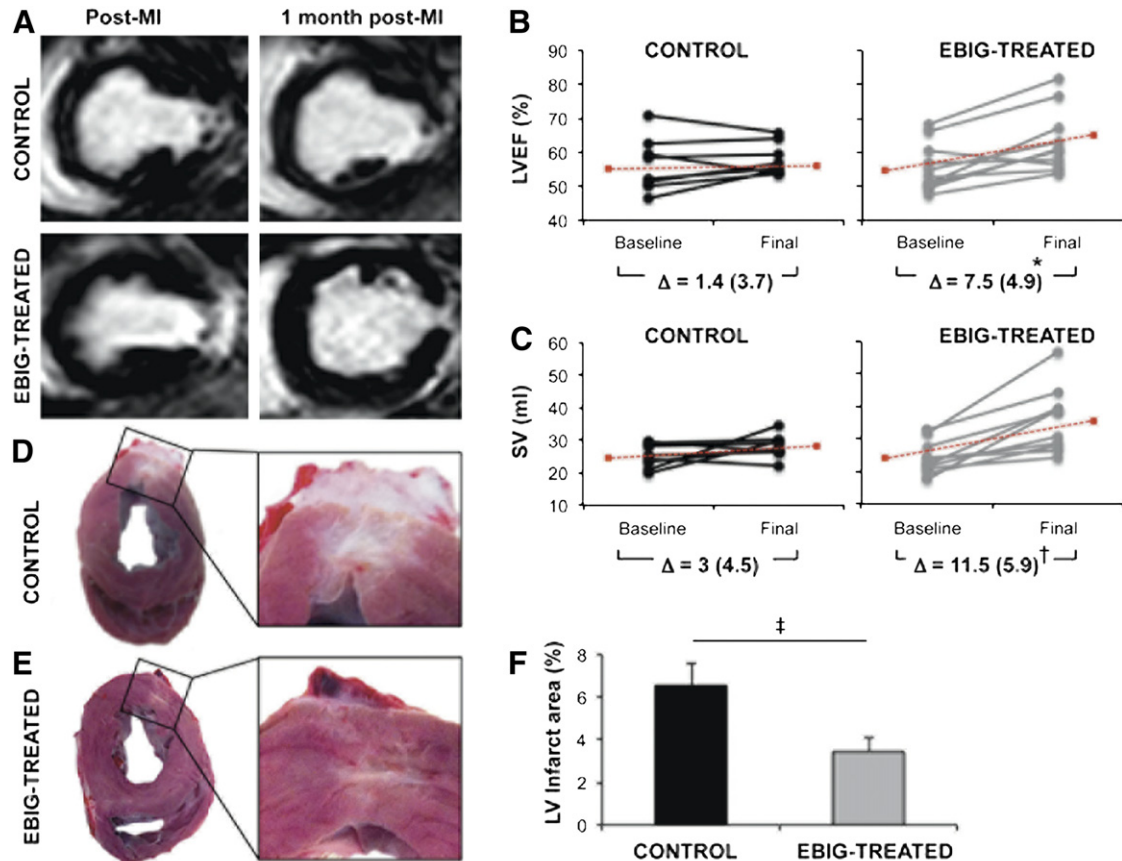 A
Post-MI
1 month post-MI
CONTROL
EBIG-TREATED
B
CONTROL
EBIG-TREATED
LVEF (%)
90
80
70
60
50
40
Baseline
Final
Δ = 1.4 (3.7)
Baseline
Final
Δ = 7.5 (4.9)*
C
CONTROL
EBIG-TREATED
SV (ml)
50
40
30
20
10
Baseline
Final
Δ = 3 (4.5)
Baseline
Final
Δ = 11.5 (5.9)†
D
CONTROL
E
EBIG-TREATED
F
LV Infarct area (%)
8
6
4
2
0
‡
CONTROL
EBIG-TREATED